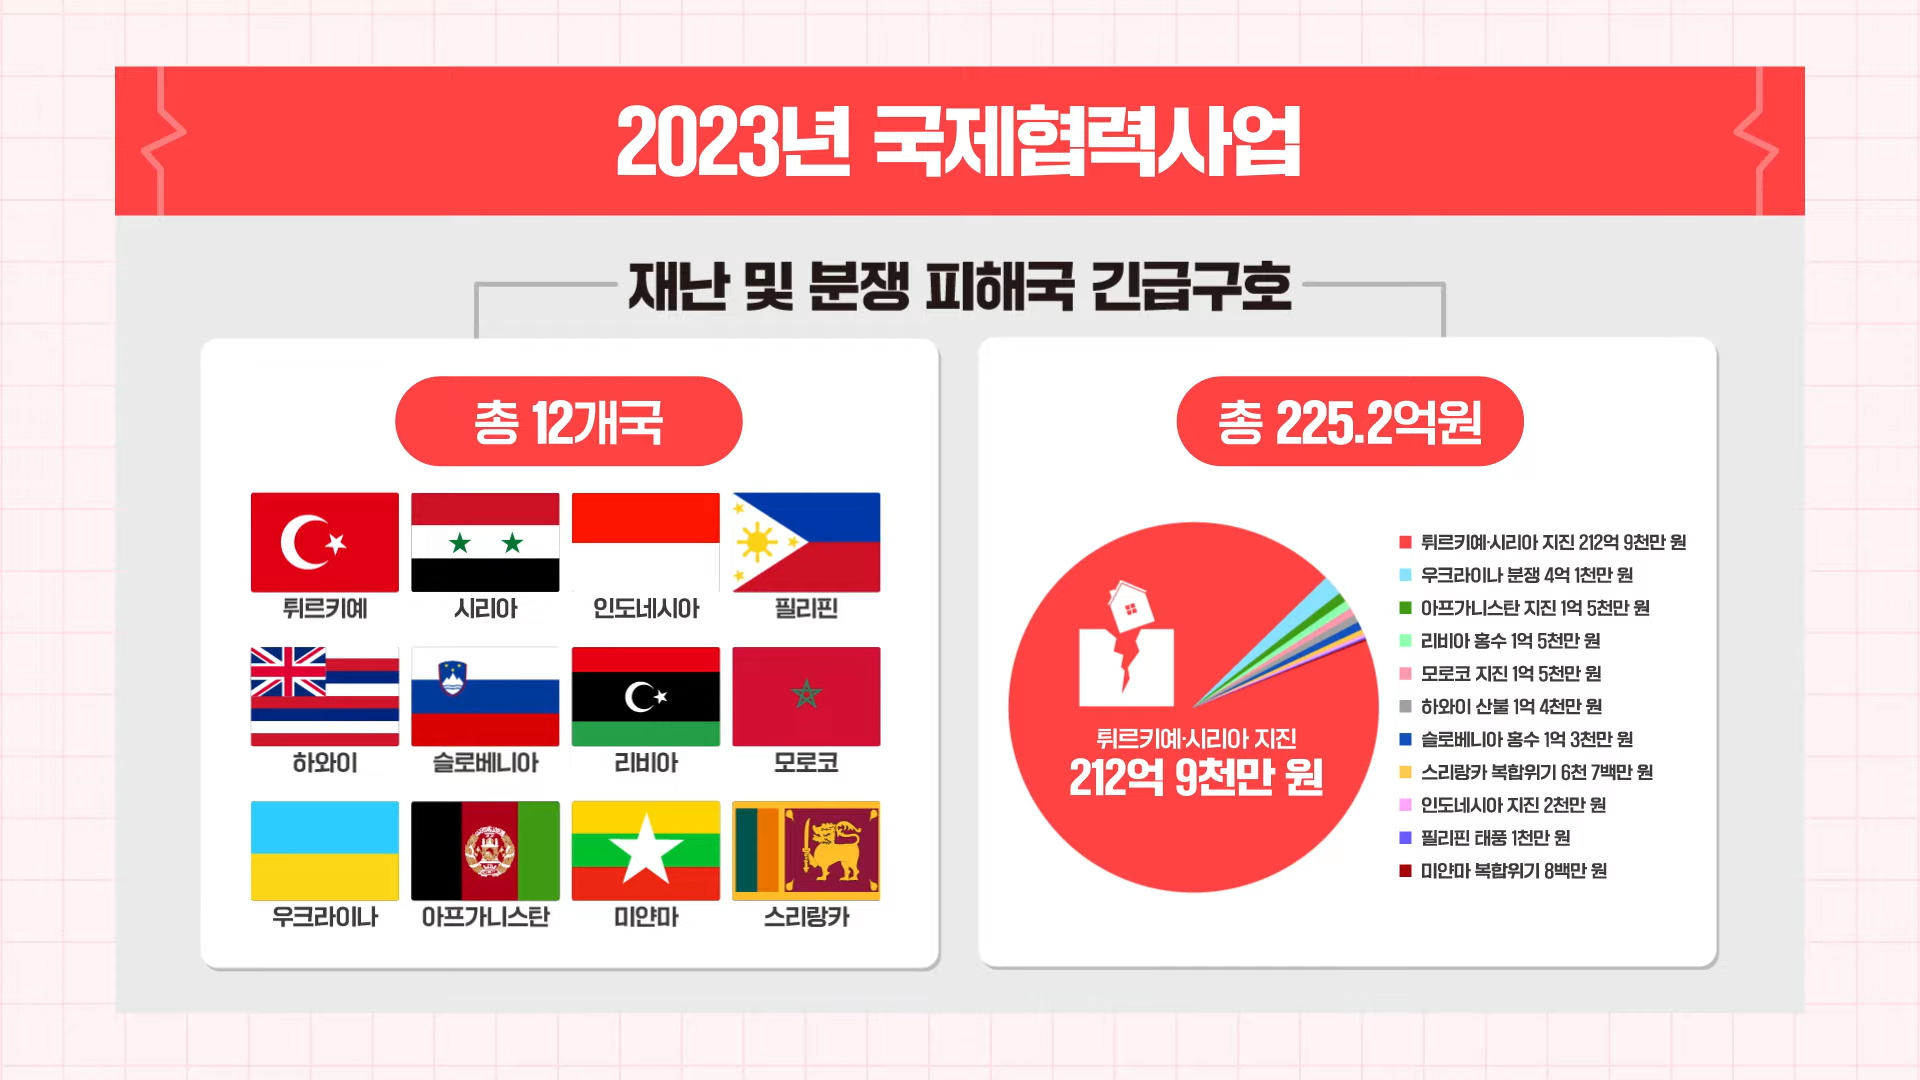 2023년 국제협력사업
재난 및 분쟁 피해국 긴급구호
총 12개국
튀르키예
시리아
인도네시아
필리핀
하와이
슬로베니아
리비아
모로코
우크라이나
아프가니스탄
미얀마
스리랑카
총 225.2억원
튀르키예·시리아 지진
212억 9천만 원
튀르키예·시리아 지진 212억 9천만 원
우크라이나 분쟁 4억 1천만 원
아프가니스탄 지진 1억 5천만 원
리비아 홍수 1억 5천만 원
모로코 지진 1억 5천만 원
하와이 산불 1억 4천만 원
슬로베니아 홍수 1억 3천만 원
스리랑카 복합위기 6천 7백만 원
인도네시아 지진 2천만 원
필리핀 태풍 1천만 원
미얀마 복합위기 8백만 원